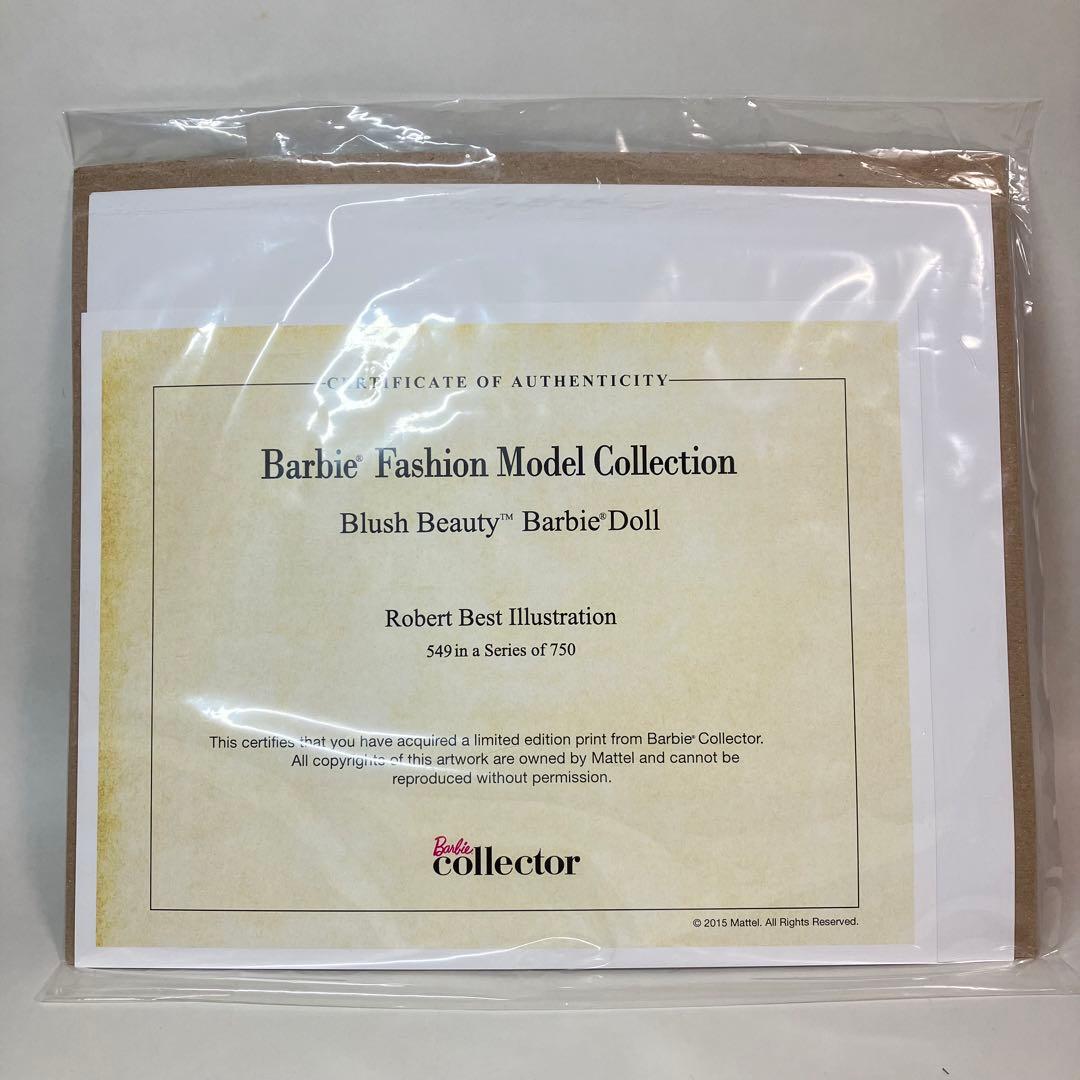 CERTIFICATE OF AUTHENTICITY
Barbie® Fashion Model Collection
Blush Beauty™ Barbie® Doll
Robert Best Illustration
549 in a Series of 750
This certifies that you have acquired a limited edition print from Barbie® Collector.
All copyrights of this artwork are owned by Mattel and cannot be
reproduced without permission.
Barbie
collector
© 2015 Mattel. All Rights Reserved.